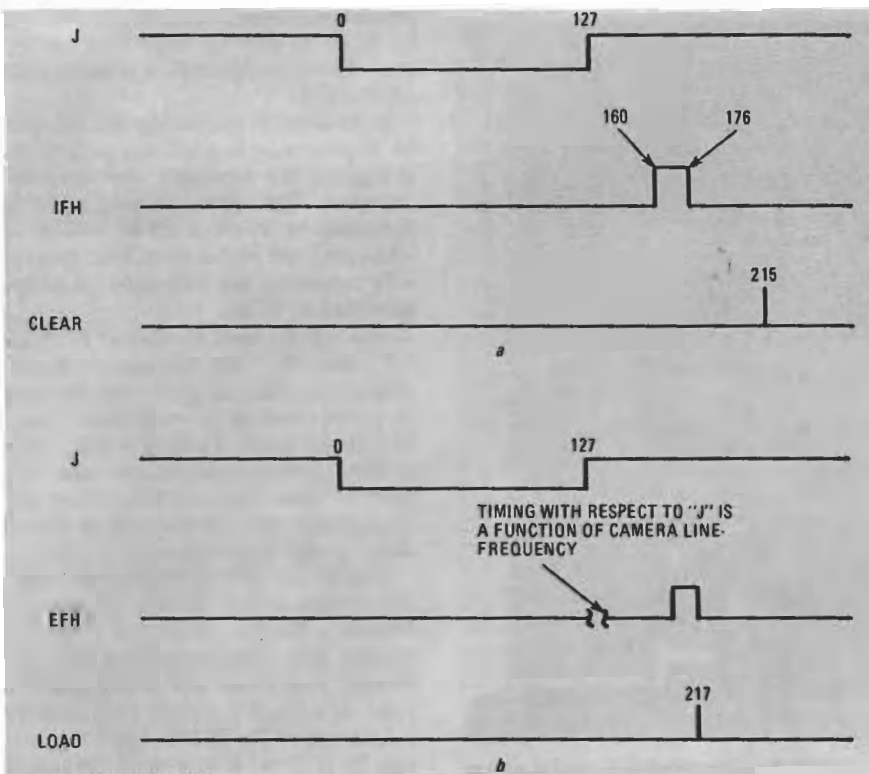 0
127
J
160
176
IFH
215
CLEAR
a
0
127
J
TIMING WITH RESPECT TO "J" IS
A FUNCTION OF CAMERA LINE-
FREQUENCY
EFH
217
LOAD
b